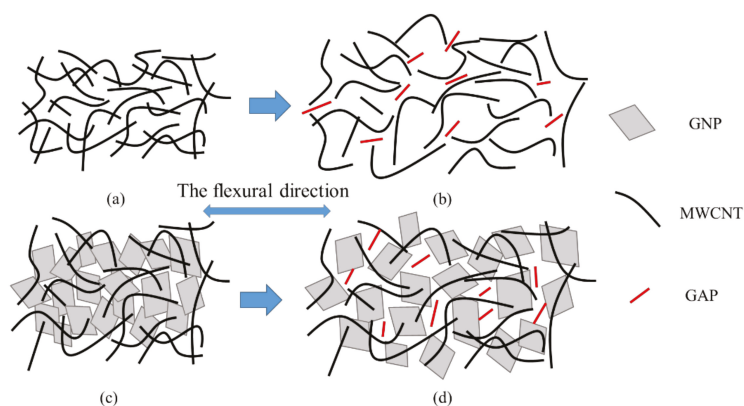 (a)
(b)
The flexural direction
(c)
(d)
GNP
MWCNT
GAP